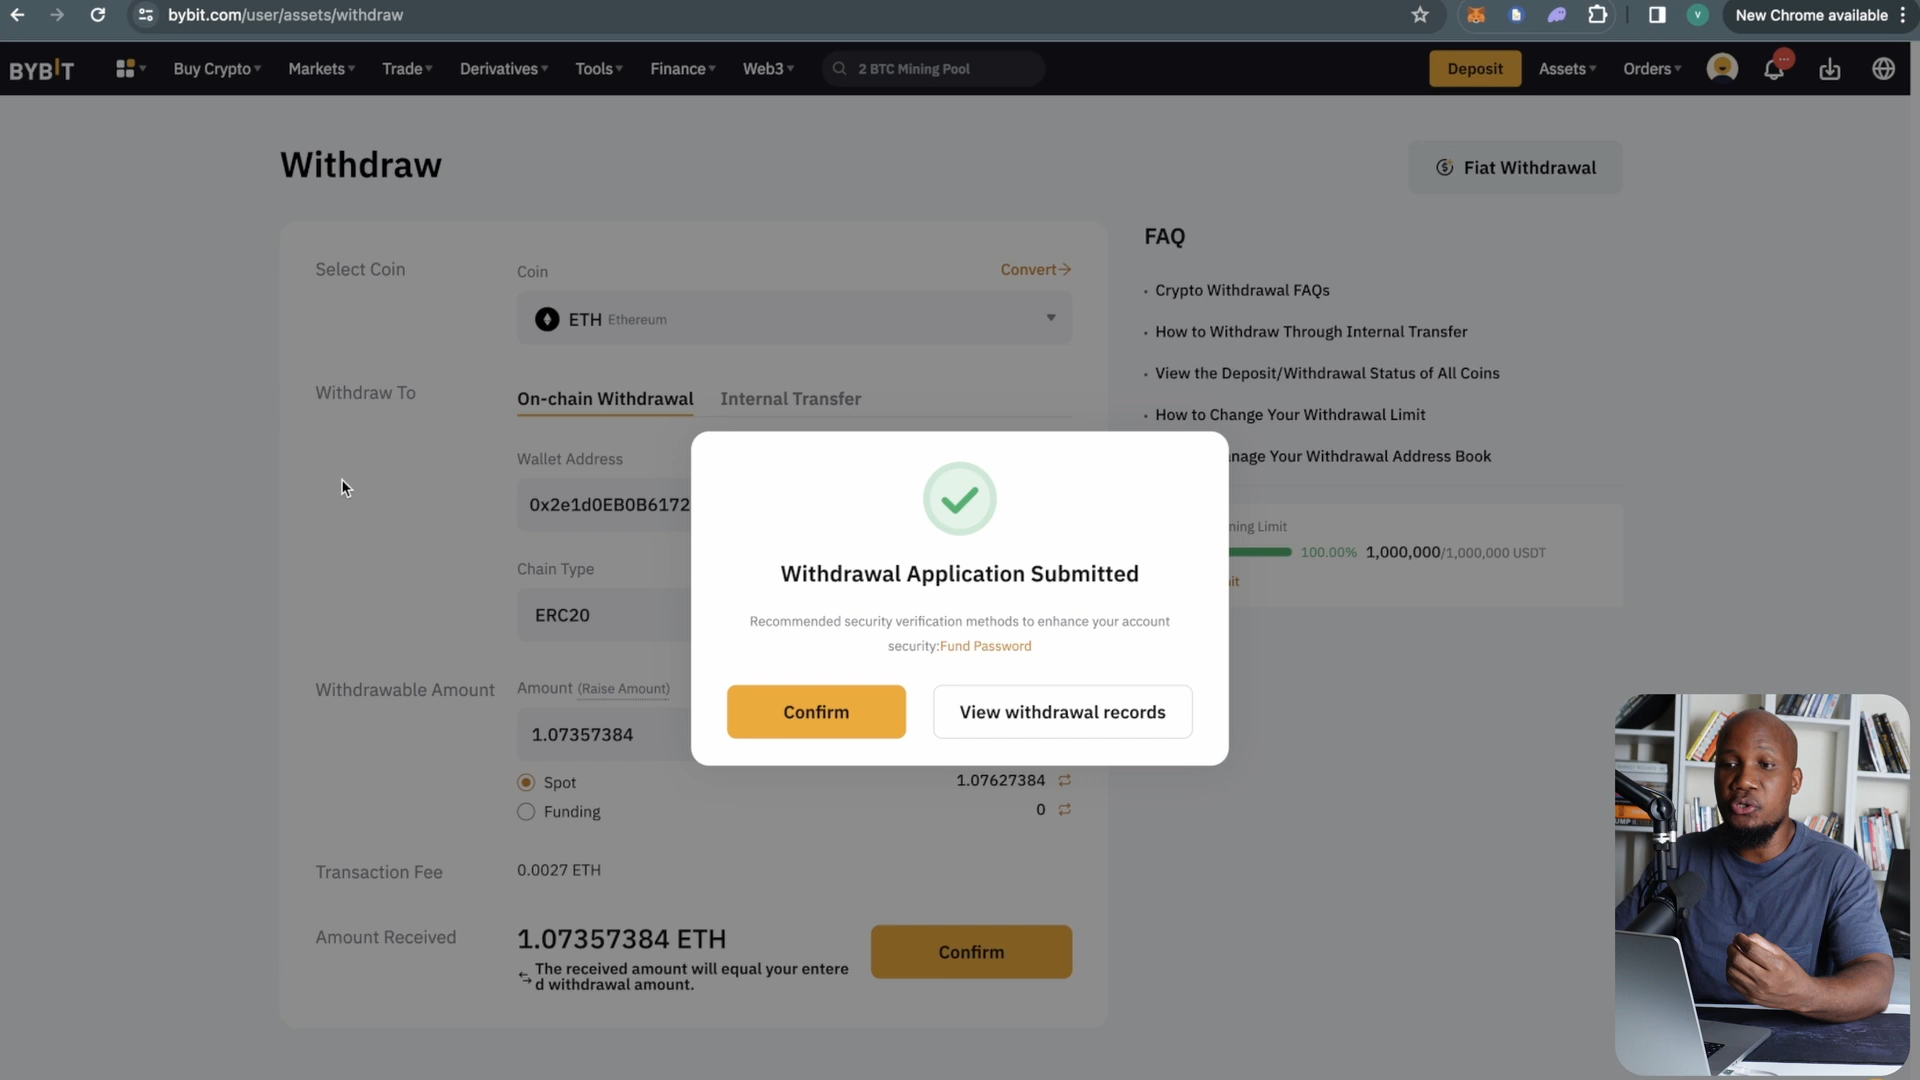 bybit.com/user/assets/withdraw
V
New Chrome available
BYBIT
Buy Crypto
Markets
Trade
Derivatives
Tools
Finance
Web3
2 BTC Mining Pool
Deposit
Assets
Orders
Withdraw
Fiat Withdrawal
Select Coin
Coin
Convert
ETH Ethereum
Withdraw To
On-chain Withdrawal
Internal Transfer
Wallet Address
0x2e1d0EB0B6172
Chain Type
ERC20
Withdrawable Amount
Amount (Raise Amount)
1.07357384
Spot
1.07627384
Funding
0
Transaction Fee
0.0027 ETH
Amount Received
1.07357384 ETH
The received amount will equal your entere
d withdrawal amount.
Confirm
FAQ
Crypto Withdrawal FAQs
How to Withdraw Through Internal Transfer
View the Deposit/Withdrawal Status of All Coins
How to Change Your Withdrawal Limit
nage Your Withdrawal Address Book
ning Limit
100.00% 1,000,000/1,000,000 USDT
it
Withdrawal Application Submitted
Recommended security verification methods to enhance your account
security:Fund Password
Confirm
View withdrawal records